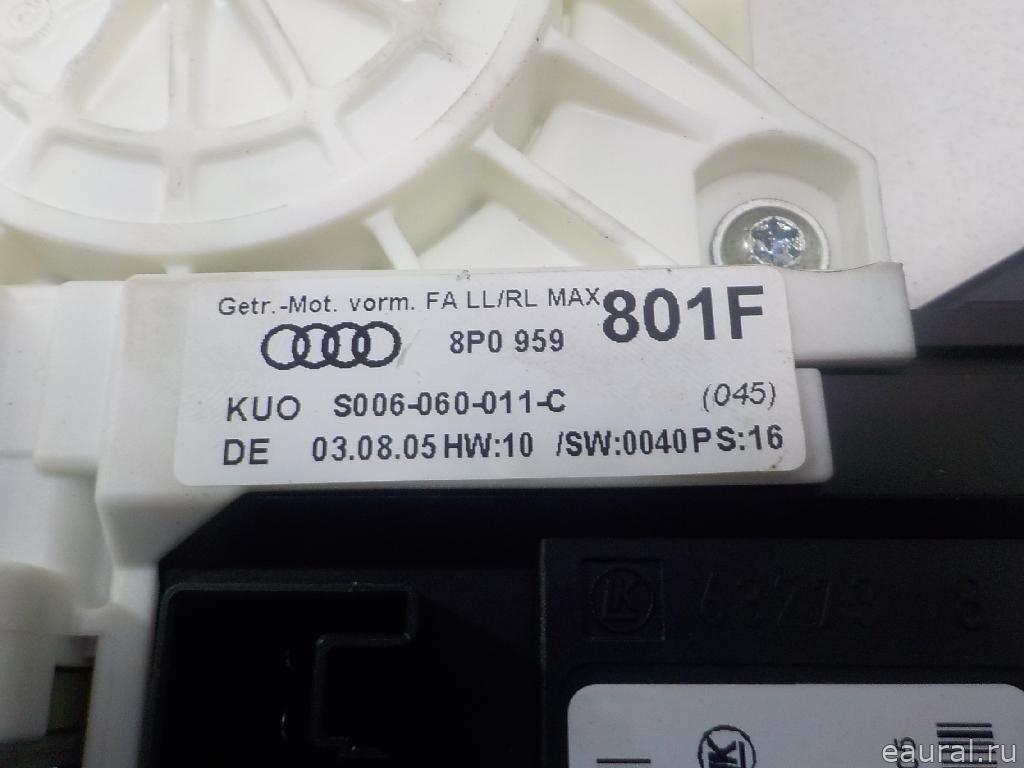 Getr.-Mot. vorm. FA LL/RL MAX
8P0 959 801F
KUO S006-060-011-C (045)
DE 03.08.05 HW:10 /SW:0040 PS:16
LK
eaural.ru